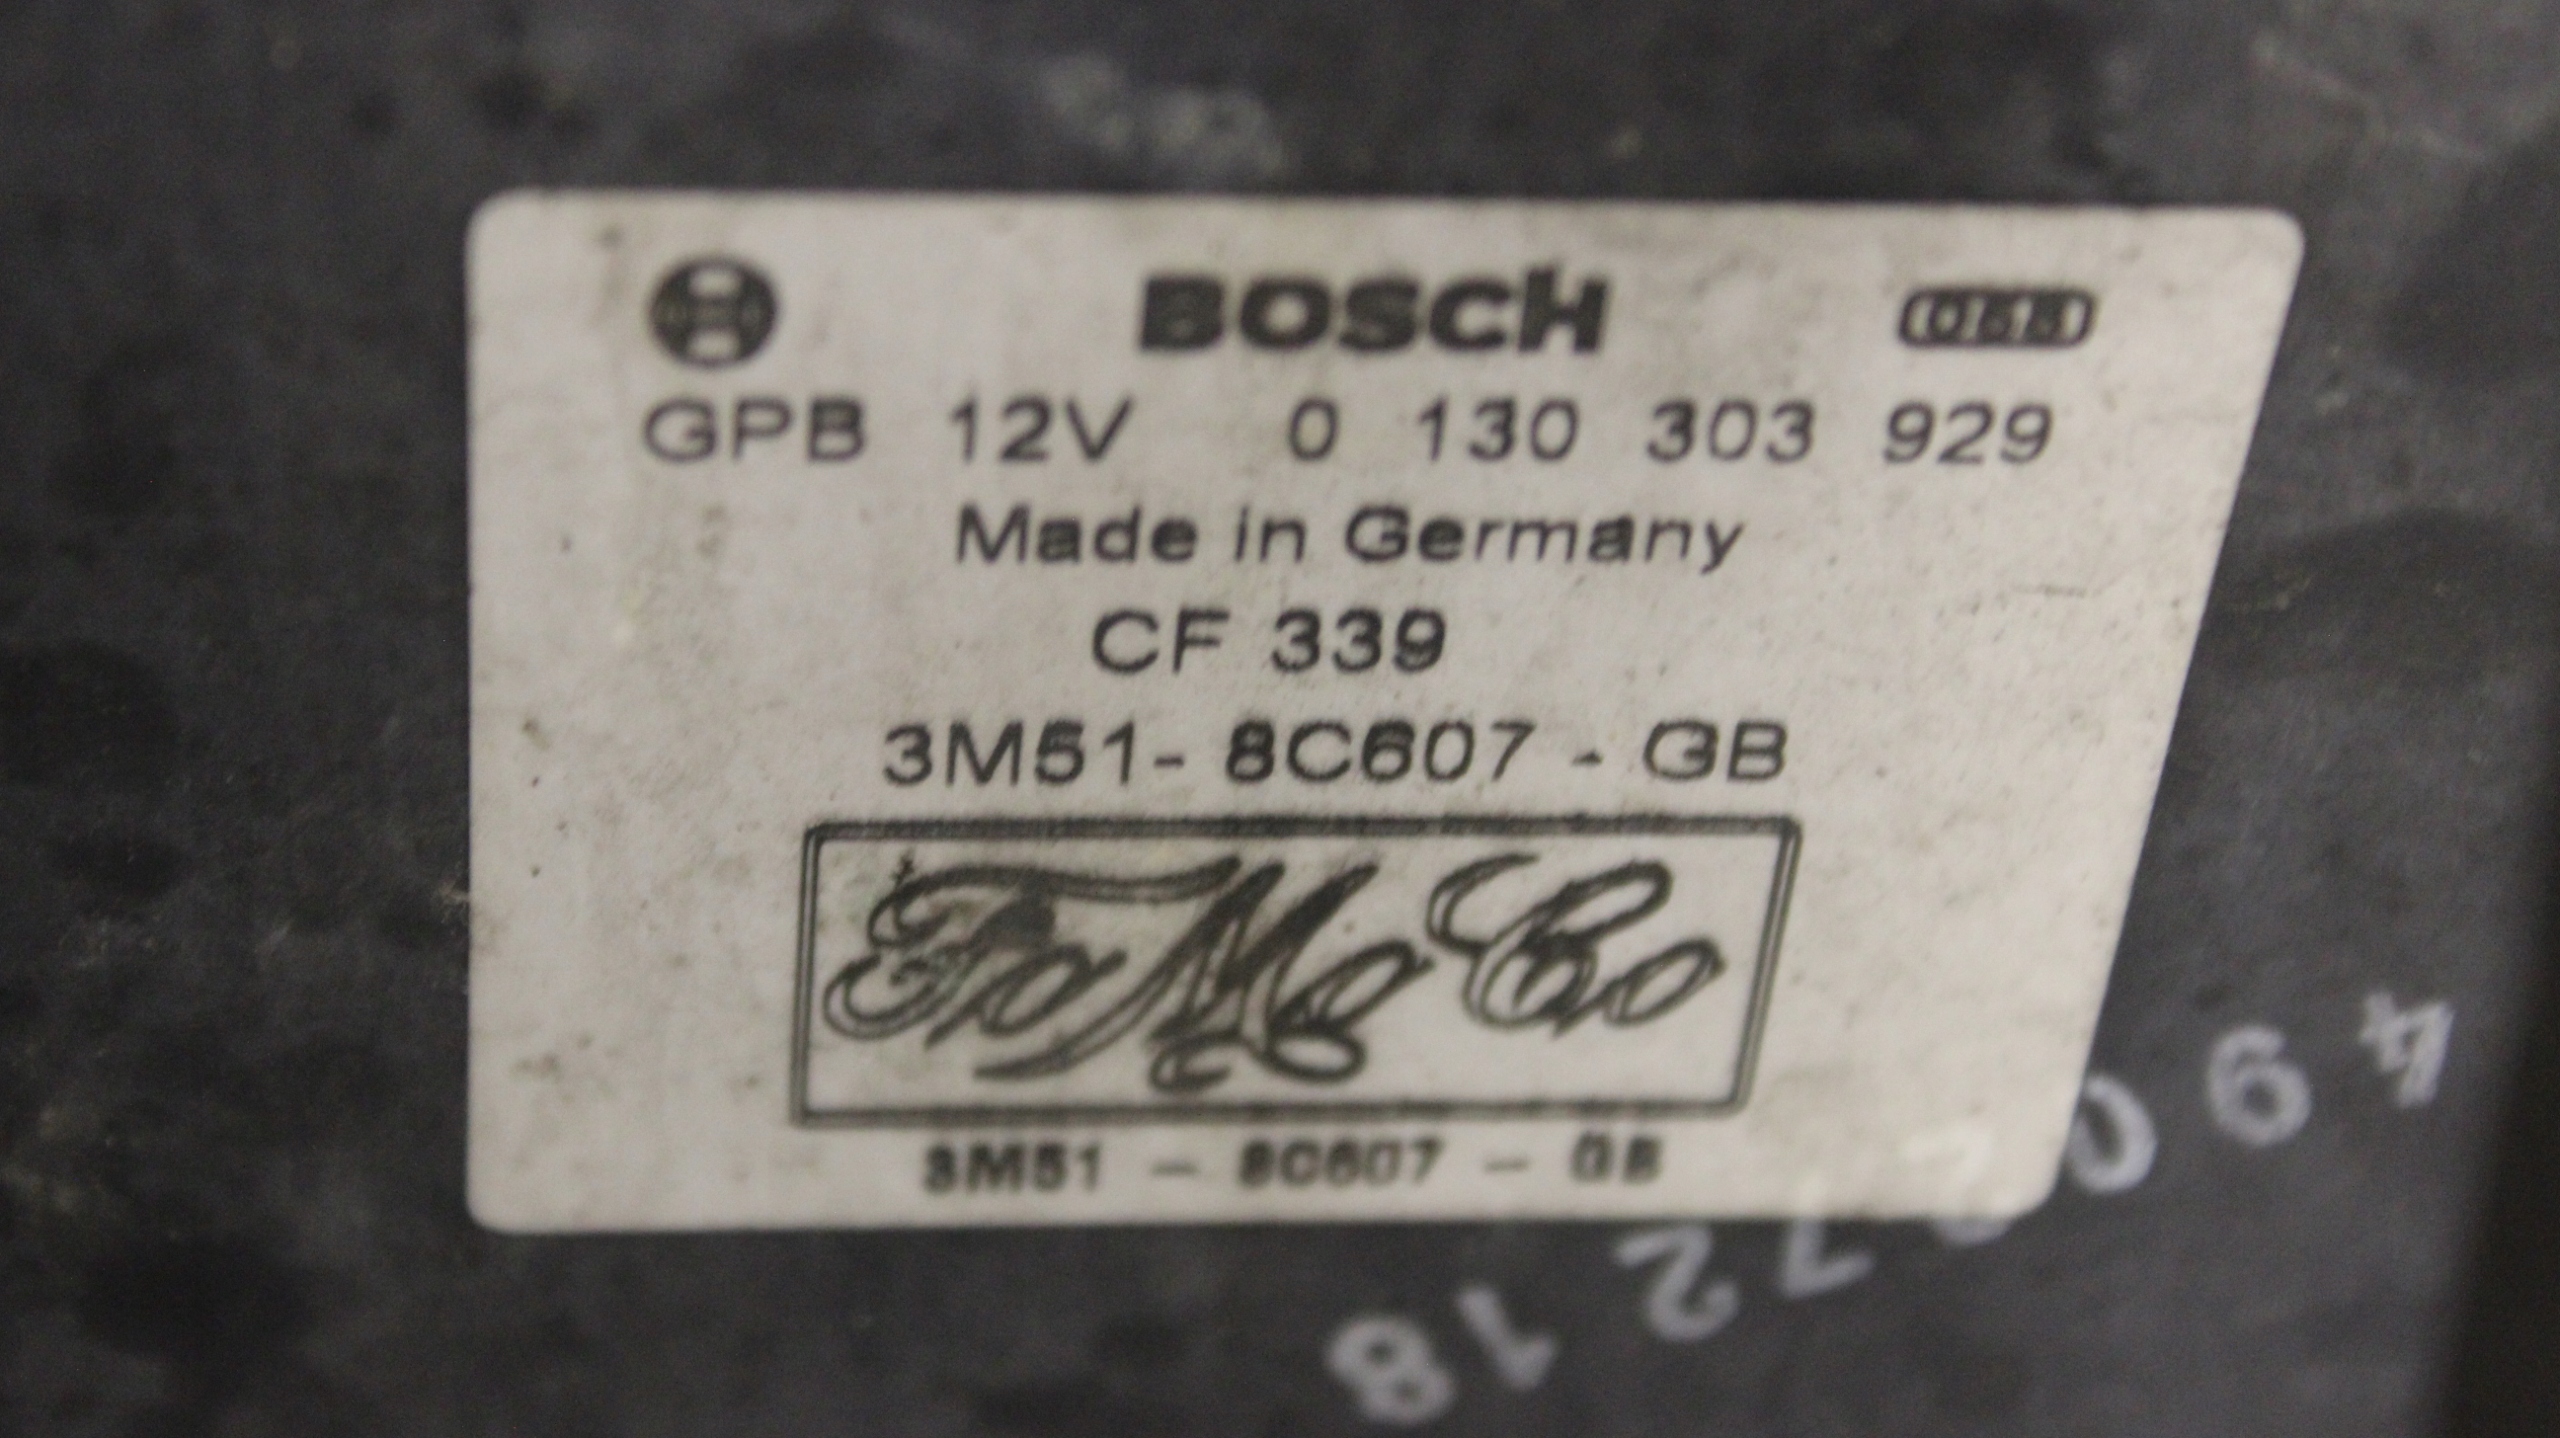 BOSCH
GPB 12V 0 130 303 929
Made in Germany
CF 339
3M51- 8C607 - GB
FoMoCo
3M51 - 8C607 - GB